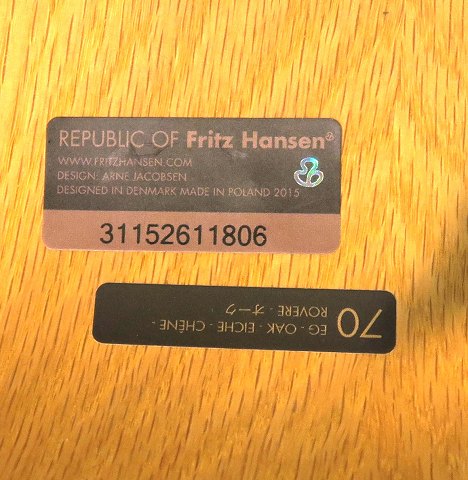 REPUBLIC OF Fritz Hansen®
WWW.FRITZHANSEN.COM
DESIGN: ARNE JACOBSEN
DESIGNED IN DENMARK MADE IN POLAND 2015
31152611806
70
EG - OAK - EICHE - CHÊNE -
ROVERE - オーク